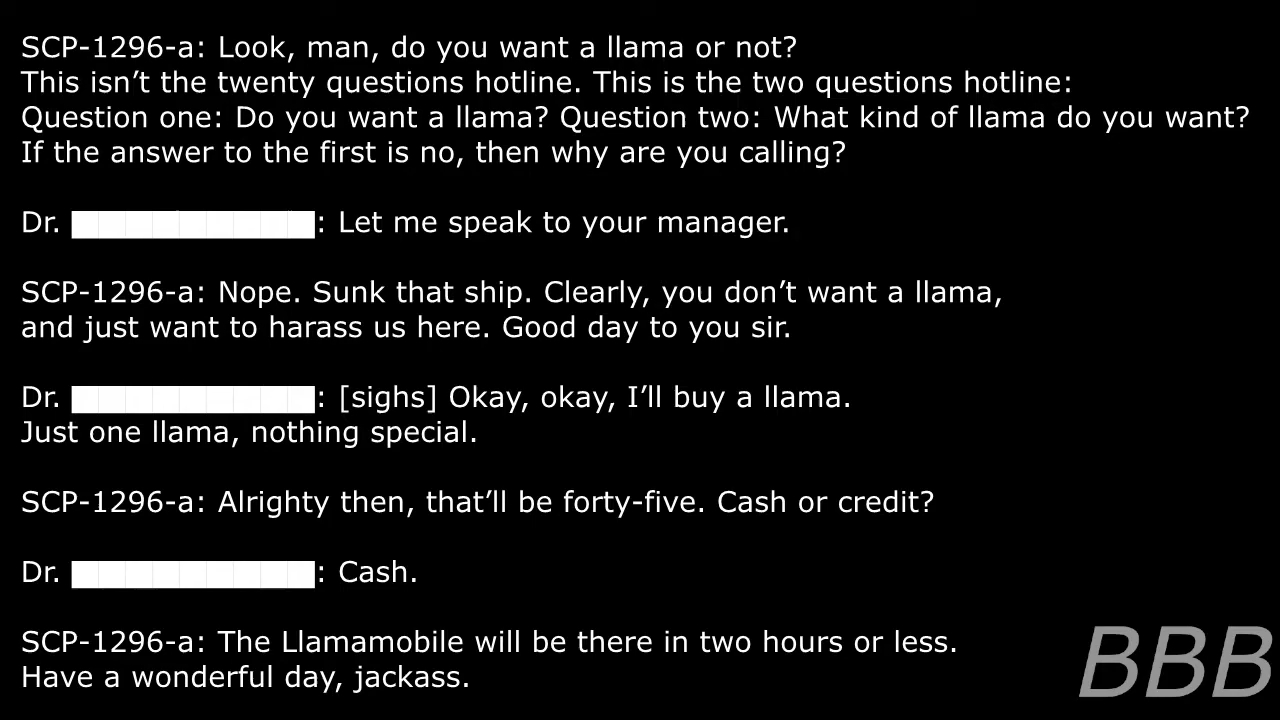 SCP-1296-a: Look, man, do you want a llama or not?
This isn’t the twenty questions hotline. This is the two questions hotline:
Question one: Do you want a llama? Question two: What kind of llama do you want?
If the answer to the first is no, then why are you calling?
Dr. █████████: Let me speak to your manager.
SCP-1296-a: Nope. Sunk that ship. Clearly, you don’t want a llama,
and just want to harass us here. Good day to you sir.
Dr. █████████: [sighs] Okay, okay, I’ll buy a llama.
Just one llama, nothing special.
SCP-1296-a: Alrighty then, that’ll be forty-five. Cash or credit?
Dr. █████████: Cash.
SCP-1296-a: The Llamamobile will be there in two hours or less.
Have a wonderful day, jackass.
BBB